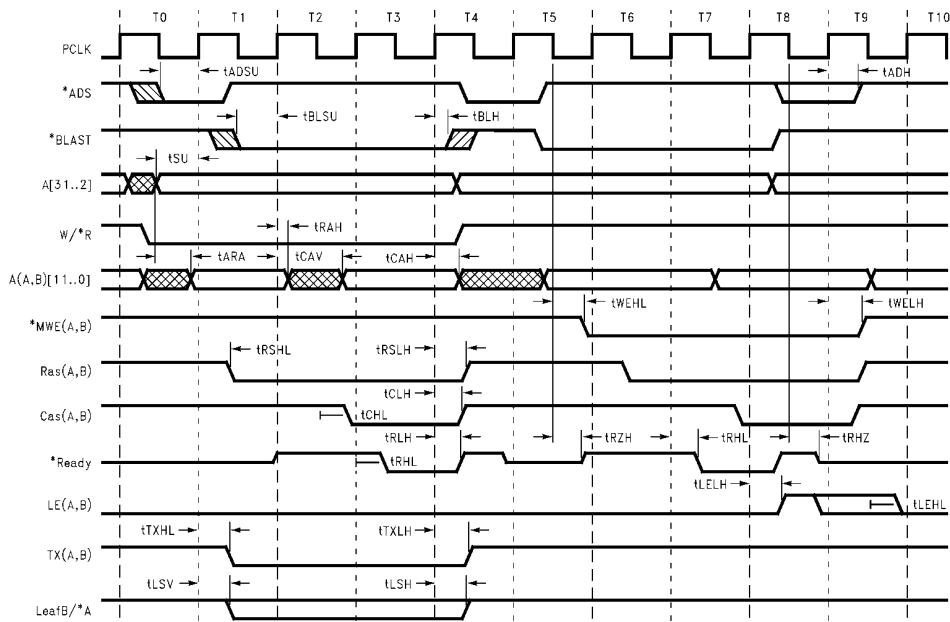 T0 T1 T2 T3 T4 T5 T6 T7 T8 T9 T10
PCLK
tADSU tADH
*ADS
tBLSU tBLH
*BLAST
tSU
A[31..2]
tRAH
W/*R
tARA tCAV tCAH
A(A,B)[11..0]
tWEHL tWELH
*MWE(A,B)
tRSHL tRSLH
Ras(A,B)
tCLH
tCHL
Cas(A,B)
tRLH tRZH tRHL tRHZ
*Ready
tRHL
tLELH
LE(A,B)
tLEHL
tTXHL tTXLH
TX(A,B)
tLSV tLSH
LeafB/*A